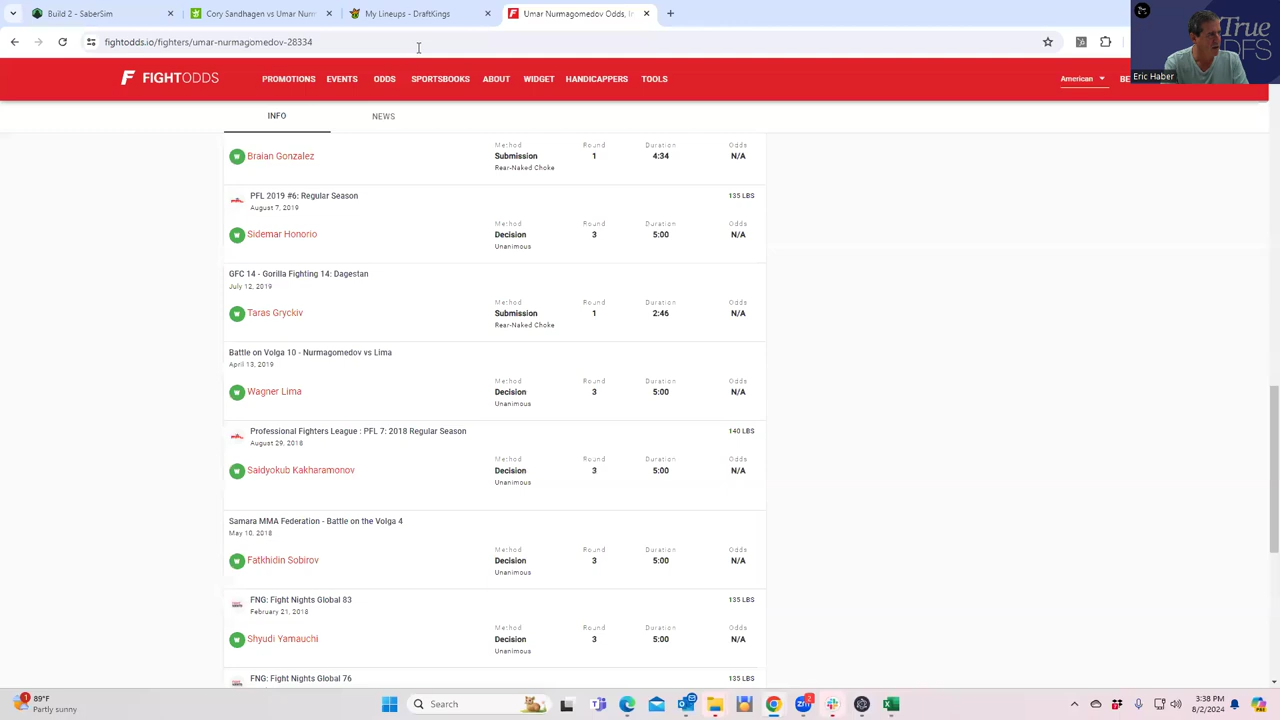 Build 2 - SaberSim
Cory Sandhagen vs. Umar Nur
My Lineups - DraftKings
Umar Nurmagomedov Odds, In
fightodds.io/fighters/umar-nurmagomedov-28334
True
DFS
Eric Haber
FIGHTODDS
PROMOTIONS EVENTS ODDS SPORTSBOOKS ABOUT WIDGET HANDICAPPERS TOOLS
American
BE
INFO NEWS
Method Round Duration Odds
Braian Gonzalez Submission 1 4:34 N/A
Rear-Naked Choke
PFL 2019 #6: Regular Season 135 LBS
August 7, 2019
Method Round Duration Odds
Sidemar Honorio Decision 3 5:00 N/A
Unanimous
GFC 14 - Gorilla Fighting 14: Dagestan
July 12, 2019
Method Round Duration Odds
Taras Gryckiv Submission 1 2:46 N/A
Rear-Naked Choke
Battle on Volga 10 - Nurmagomedov vs Lima
April 13, 2019
Method Round Duration Odds
Wagner Lima Decision 3 5:00 N/A
Unanimous
Professional Fighters League : PFL 7: 2018 Regular Season 140 LBS
August 29, 2018
Method Round Duration Odds
Saidyokub Kakharamonov Decision 3 5:00 N/A
Unanimous
Samara MMA Federation - Battle on the Volga 4
May 10, 2018
Method Round Duration Odds
Fatkhidin Sobirov Decision 3 5:00 N/A
Unanimous
FNG: Fight Nights Global 83 135 LBS
February 21, 2018
Method Round Duration Odds
Shyudi Yamauchi Decision 3 5:00 N/A
Unanimous
FNG: Fight Nights Global 76 135 LBS
89°F
Partly sunny
Search
3:38 PM
8/2/2024